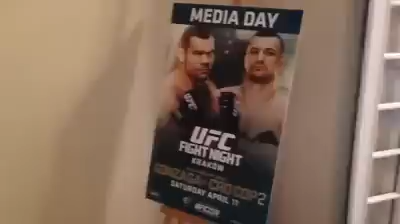 MEDIA DAY
UFC
FIGHT NIGHT
KRAKOW
GONZAGA VS CRO COP 2
SATURDAY APRIL 11